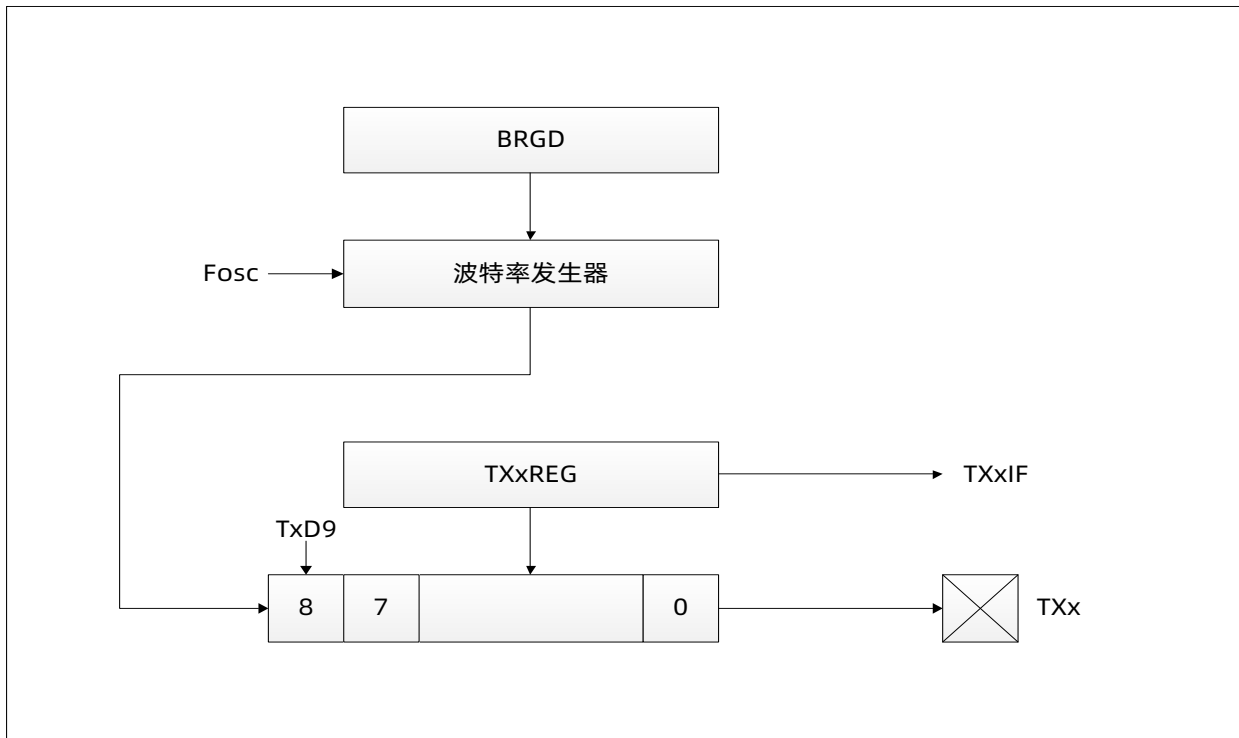 BRGD
Fosc
波特率发生器
TXxREG
TXxIF
TxD9
8
7
0
TXx